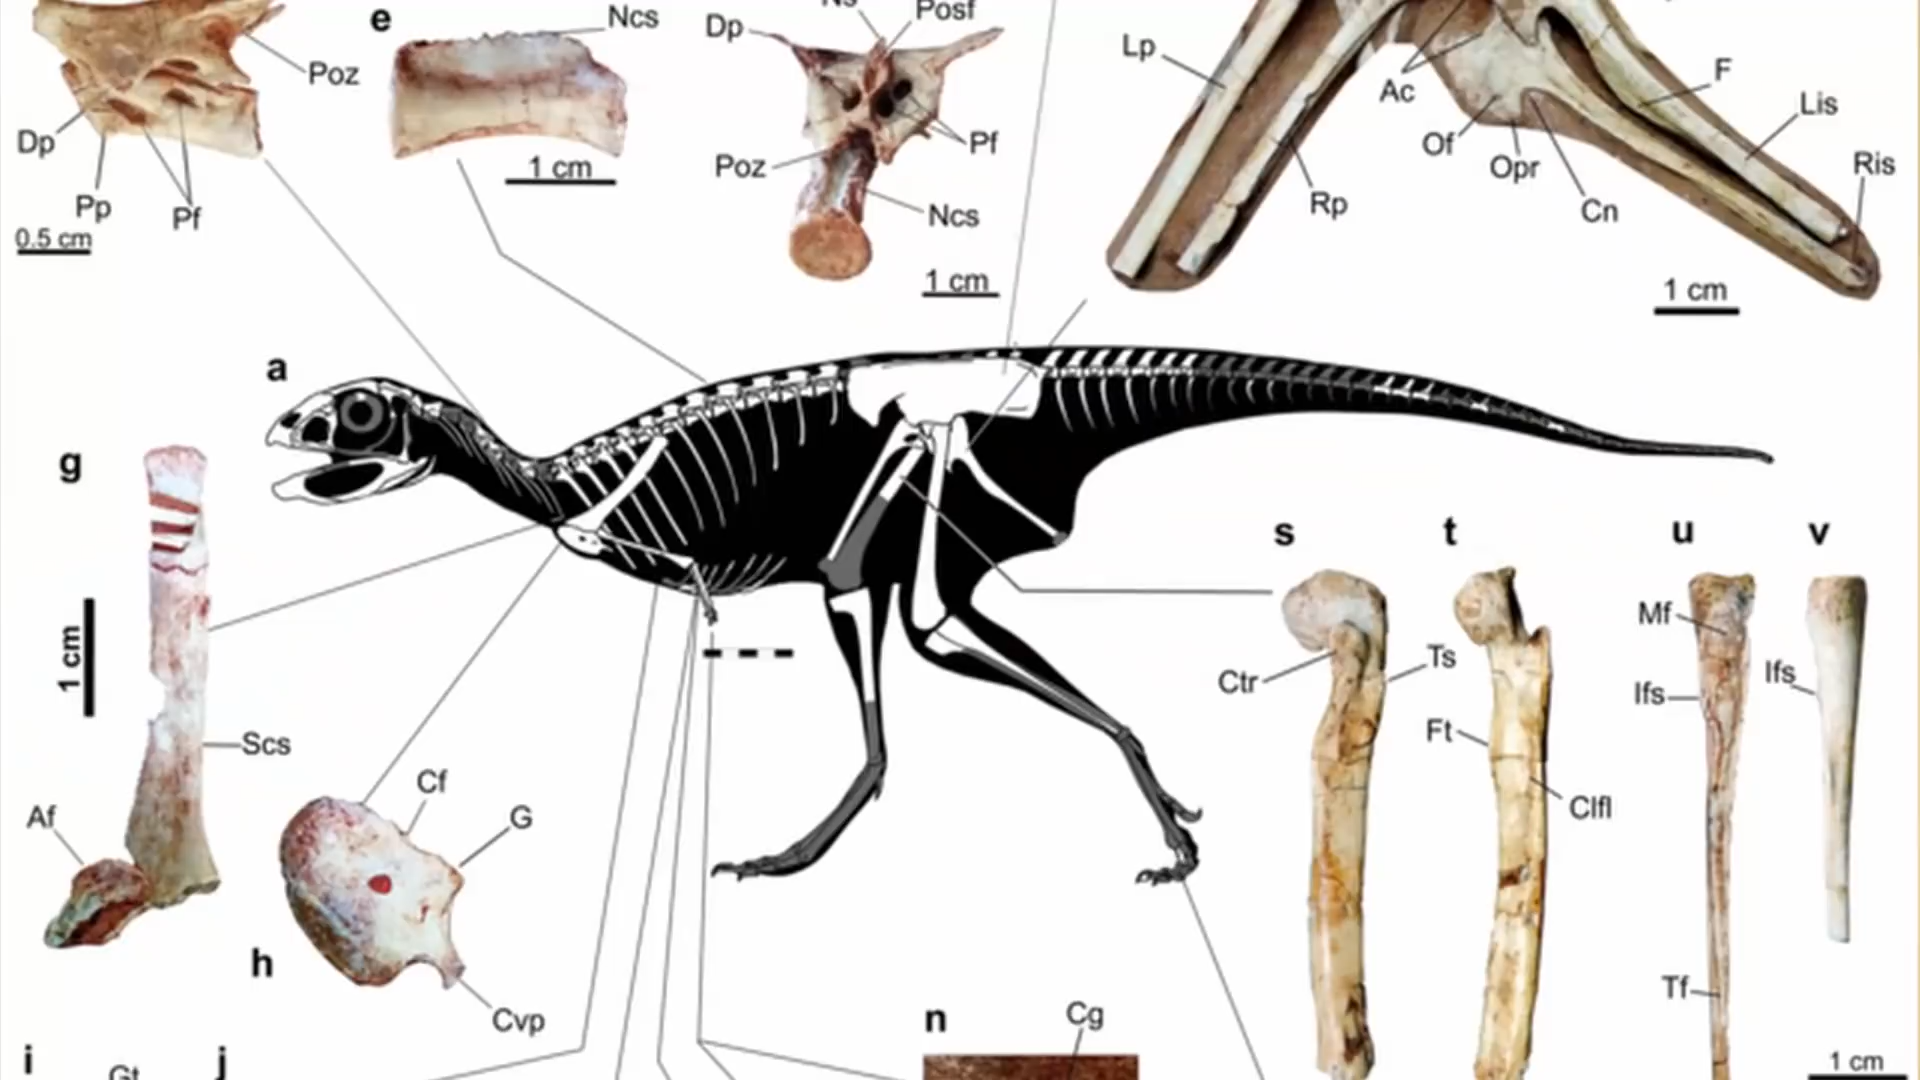 e
Ncs
Dp
Ns
Posf
Poz
Dp
Pp
Pf
0.5 cm
1 cm
Poz
Pf
Ncs
1 cm
Lp
Ac
F
Lis
Of
Opr
Cn
Ris
Rp
1 cm
a
g
1 cm
Scs
Af
Cf
G
h
Cvp
i
Gt
j
n
Cg
s
t
u
v
Ctr
Ts
Ft
Clfl
Mf
Ifs
Ifs
Tf
1 cm